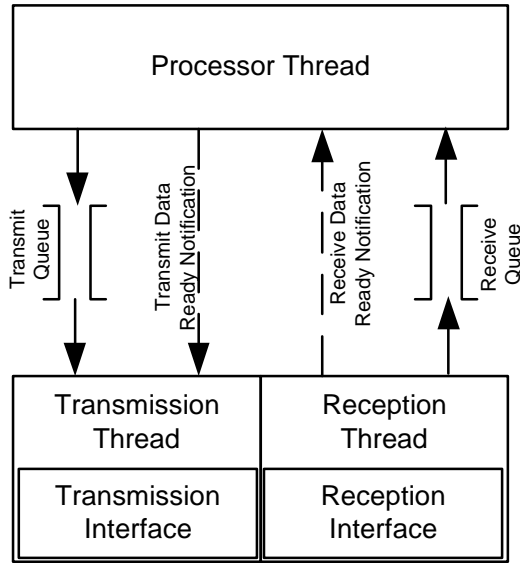 Processor Thread
Transmit
Queue
Transmit Data
Ready Notification
Receive Data
Ready Notification
Receive
Queue
Transmission
Thread
Reception
Thread
Transmission
Interface
Reception
Interface